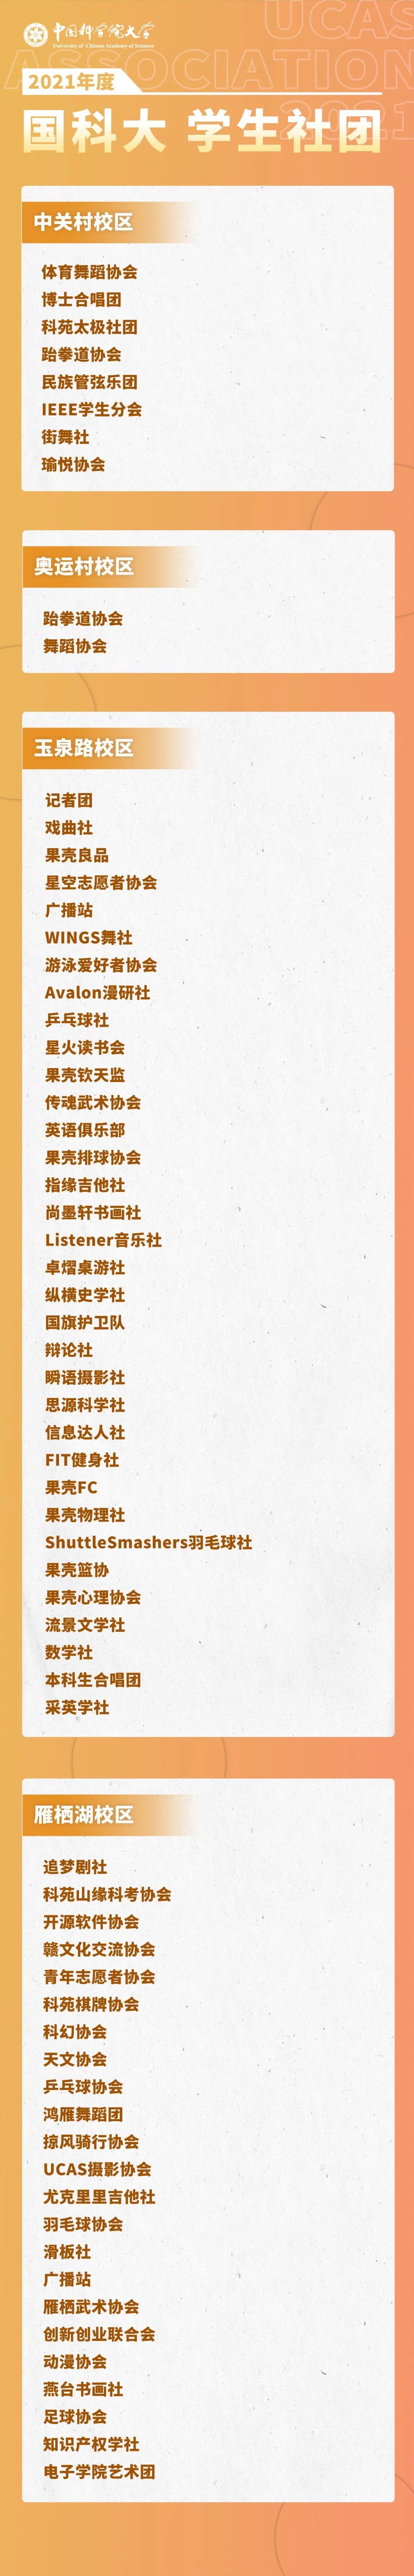 中国科学院大学
University of Chinese Academy of Sciences
UCAS
ASSOCIATION
2021
2021年度
国科大 学生社团
中关村校区
体育舞蹈协会
博士合唱团
科苑太极社团
跆拳道协会
民族管弦乐团
IEEE学生分会
街舞社
瑜悦协会
奥运村校区
跆拳道协会
舞蹈协会
玉泉路校区
记者团
戏曲社
果壳良品
星空志愿者协会
广播站
WINGS舞社
游泳爱好者协会
Avalon漫研社
乒乓球社
星火读书会
果壳钦天监
传魂武术协会
英语俱乐部
果壳排球协会
指缘吉他社
尚墨轩书画社
Listener音乐社
卓熠桌游社
纵横史学社
国旗护卫队
辩论社
瞬语摄影社
思源科学社
信息达人社
FIT健身社
果壳FC
果壳物理社
ShuttleSmashers羽毛球社
果壳篮协
果壳心理协会
流景文学社
数学社
本科生合唱团
采英学社
雁栖湖校区
追梦剧社
科苑山缘科考协会
开源软件协会
赣文化交流协会
青年志愿者协会
科苑棋牌协会
科幻协会
天文协会
乒乓球协会
鸿雁舞蹈团
掠风骑行协会
UCAS摄影协会
尤克里里吉他社
羽毛球协会
滑板社
广播站
雁栖武术协会
创新创业联合会
动漫协会
燕台书画社
足球协会
知识产权学社
电子学院艺术团